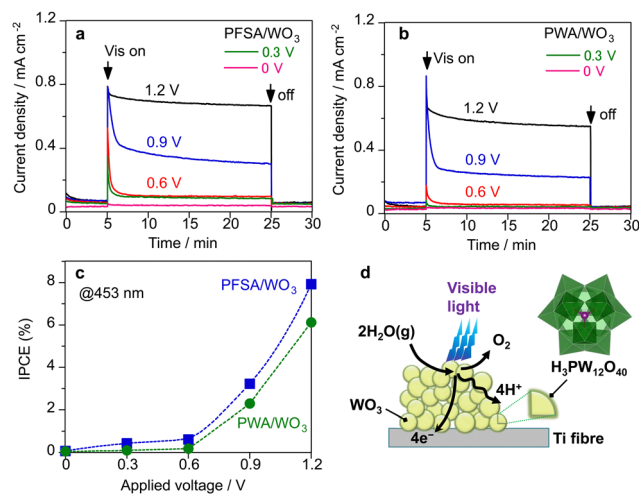 a
PFSA/WO₃
Vis on
0.3 V
0 V
1.2 V
off
0.9 V
0.6 V
Current density / mA cm⁻²
1.2
0.8
0.4
0
0 5 10 15 20 25 30
Time / min
b
PWA/WO₃
Vis on
0.3 V
0 V
1.2 V
off
0.9 V
0.6 V
Current density / mA cm⁻²
1.2
0.8
0.4
0
0 5 10 15 20 25 30
Time / min
c
@453 nm
PFSA/WO₃
PWA/WO₃
IPCE (%)
8
6
4
2
0
0 0.3 0.6 0.9 1.2
Applied voltage / V
d
Visible
light
2H₂O(g)
O₂
H₃PW₁₂O₄₀
4H⁺
WO₃
4e⁻
Ti fibre